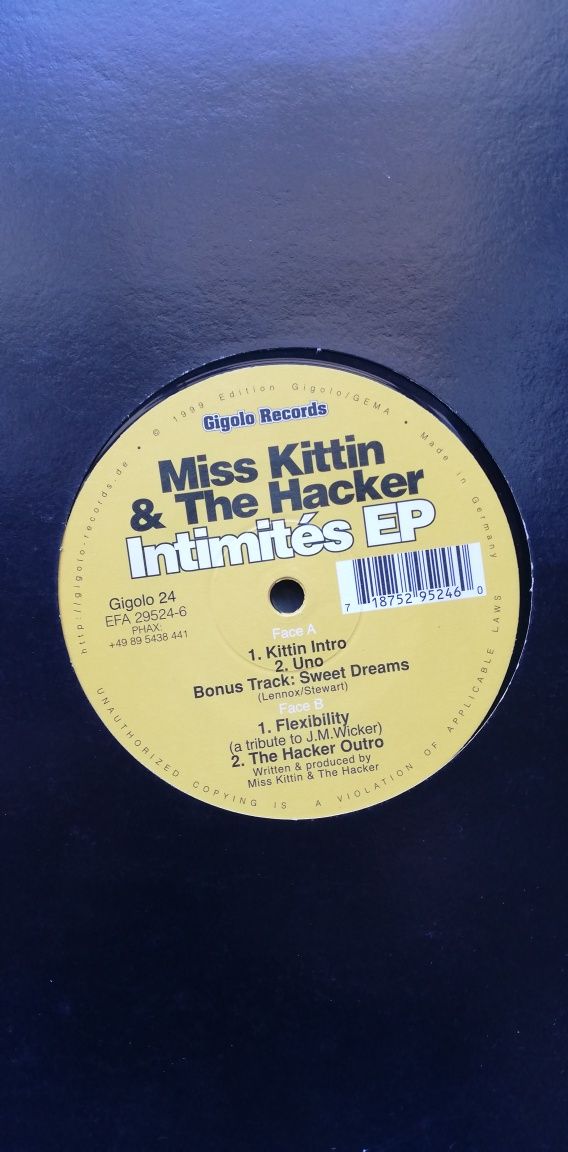 http://gigolo-records.de • © 1999 Edition Gigolo/GEMA • Made in Germany
Gigolo Records
Miss Kittin
& The Hacker
Intimités EP
Gigolo 24
EFA 29524-6
PHAX:
+49 89 5438 441
7 18752 95246 0
Face A
1. Kittin Intro
2. Uno
Bonus Track: Sweet Dreams
(Lennox/Stewart)
Face B
1. Flexibility
(a tribute to J.M.Wicker)
2. The Hacker Outro
Written & produced by
Miss Kittin & The Hacker
UNAUTHORIZED COPYING IS A VIOLATION OF APPLICABLE LAWS